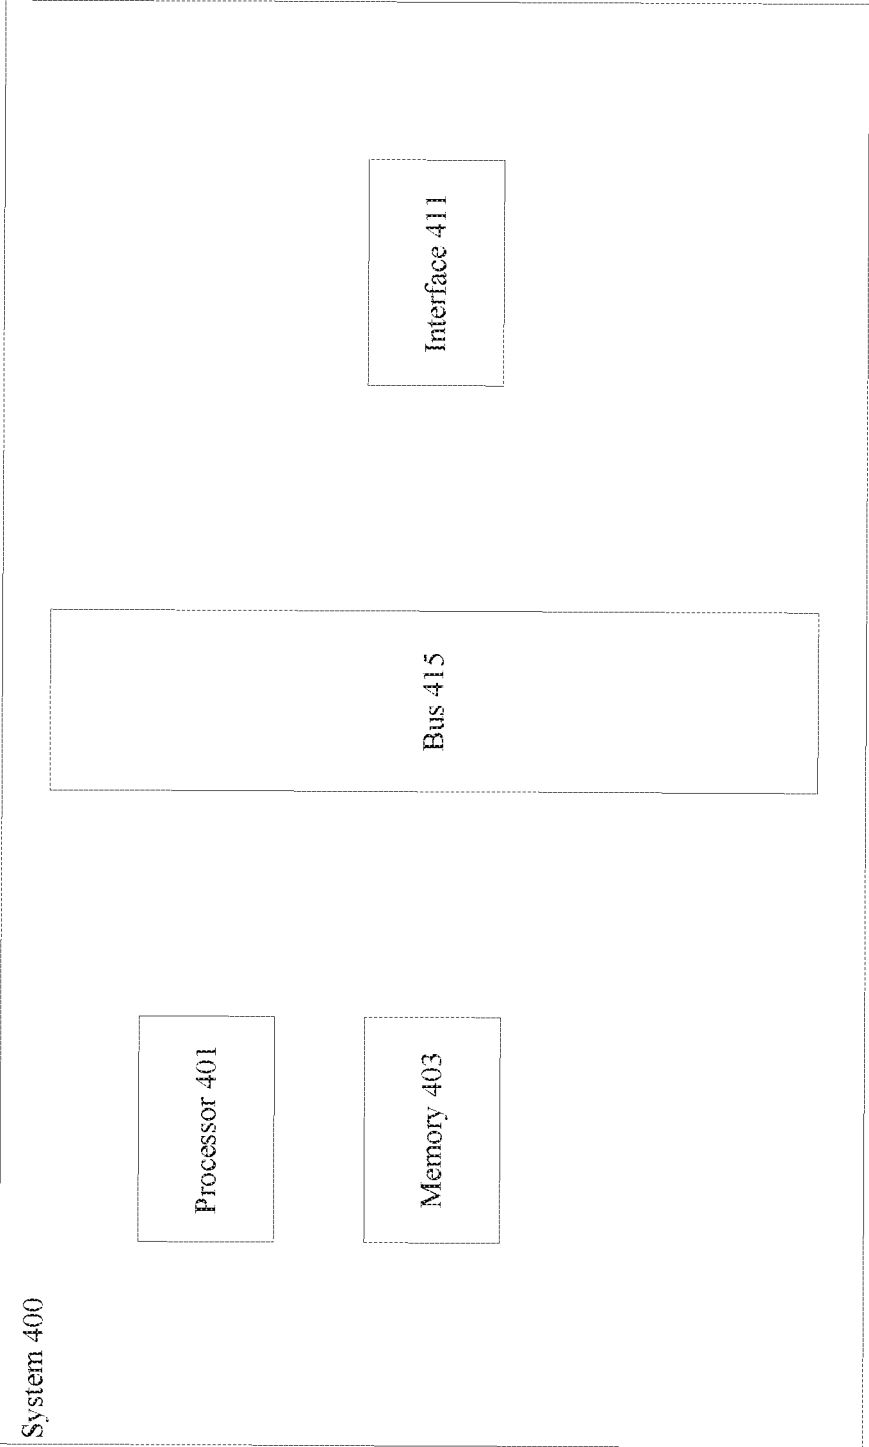 System 400
Processor 401
Memory 403
Bus 415
Interface 411